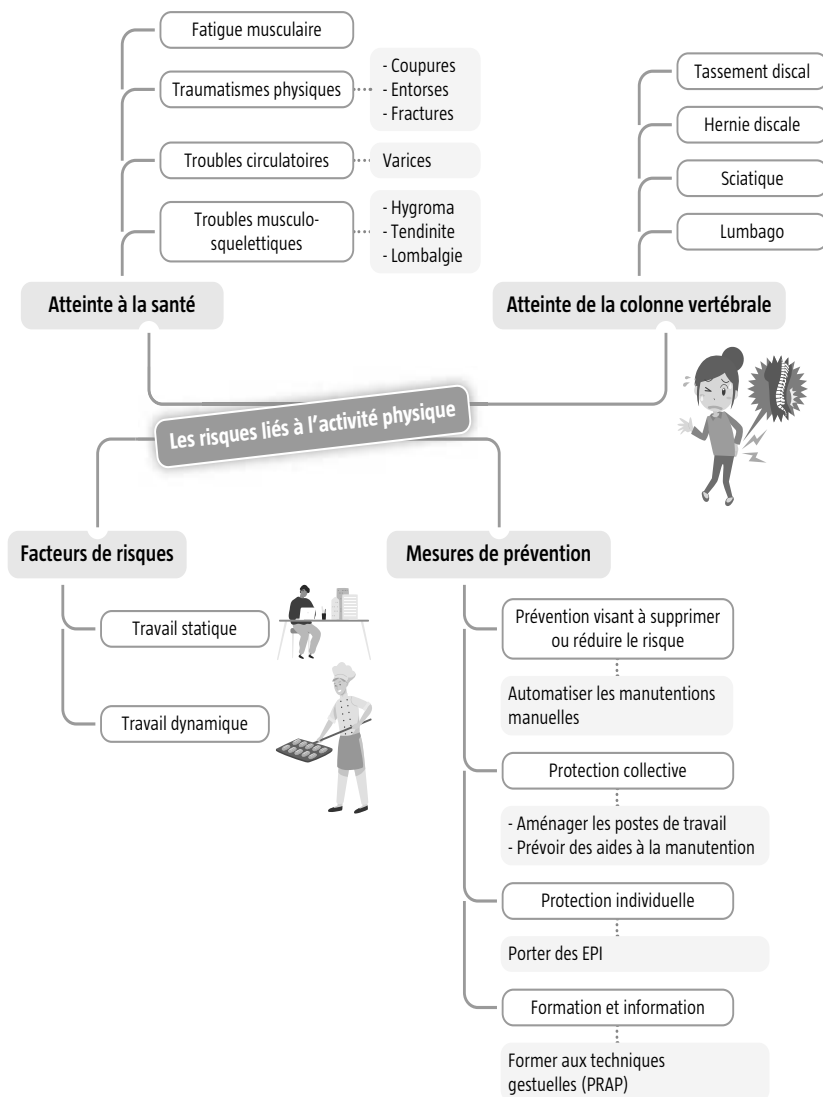 Fatigue musculaire
Traumatismes physiques
- Coupures
- Entorses
- Fractures
Troubles circulatoires
Varices
Troubles musculo-
squelettiques
- Hygroma
- Tendinite
- Lombalgie
Atteinte à la santé
Tassement discal
Hernie discale
Sciatique
Lumbago
Atteinte de la colonne vertébrale
Les risques liés à l’activité physique
Facteurs de risques
Travail statique
Travail dynamique
Mesures de prévention
Prévention visant à supprimer
ou réduire le risque
Automatiser les manutentions
manuelles
Protection collective
- Aménager les postes de travail
- Prévoir des aides à la manutention
Protection individuelle
Porter des EPI
Formation et information
Former aux techniques
gestuelles (PRAP)